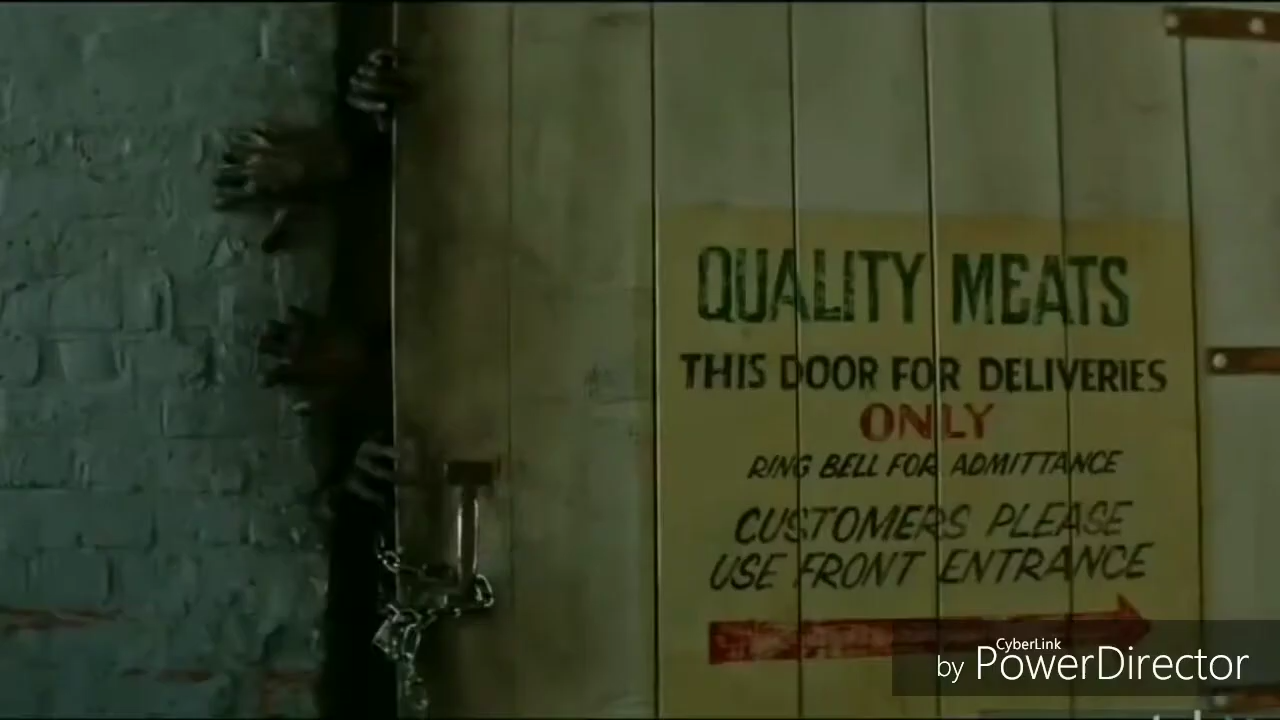 QUALITY MEATS
THIS DOOR FOR DELIVERIES
ONLY
RING BELL FOR ADMITTANCE
CUSTOMERS PLEASE
USE FRONT ENTRANCE
CyberLink
by PowerDirector